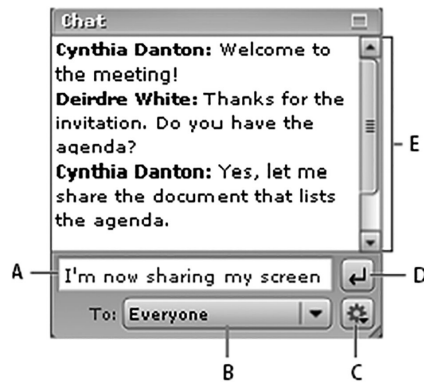 Chat
Cynthia Danton: Welcome to
the meeting!
Deirdre White: Thanks for the
invitation. Do you have the
agenda?
Cynthia Danton: Yes, let me
share the document that lists
the agenda.
E
A
I'm now sharing my screen
D
To: Everyone
B
C